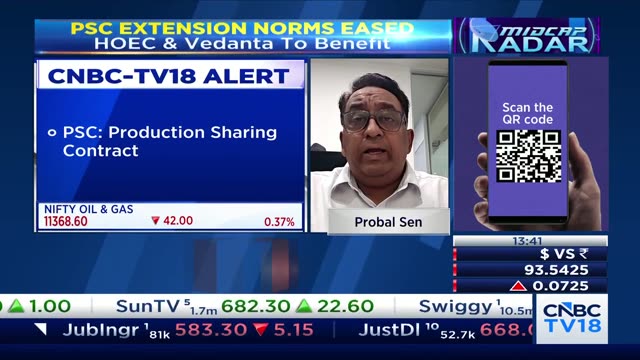 PSC EXTENSION NORMS EASED
HOEC & Vedanta To Benefit
MIDCAP
RADAR
CNBC-TV18 ALERT
PSC: Production Sharing
Contract
NIFTY OIL & GAS
11368.60 ▼ 42.00 0.37%
Probal Sen
Scan the
QR code
13:41
$ VS ₹
93.5425
▲ 0.0725
▲ 1.00 SunTV 1.7m 682.30 ▲ 22.60 Swiggy 10.5m
Jublngr 81k 583.30 ▼ 5.15 JustDl 52.7k 668.0
CNBC
TV18